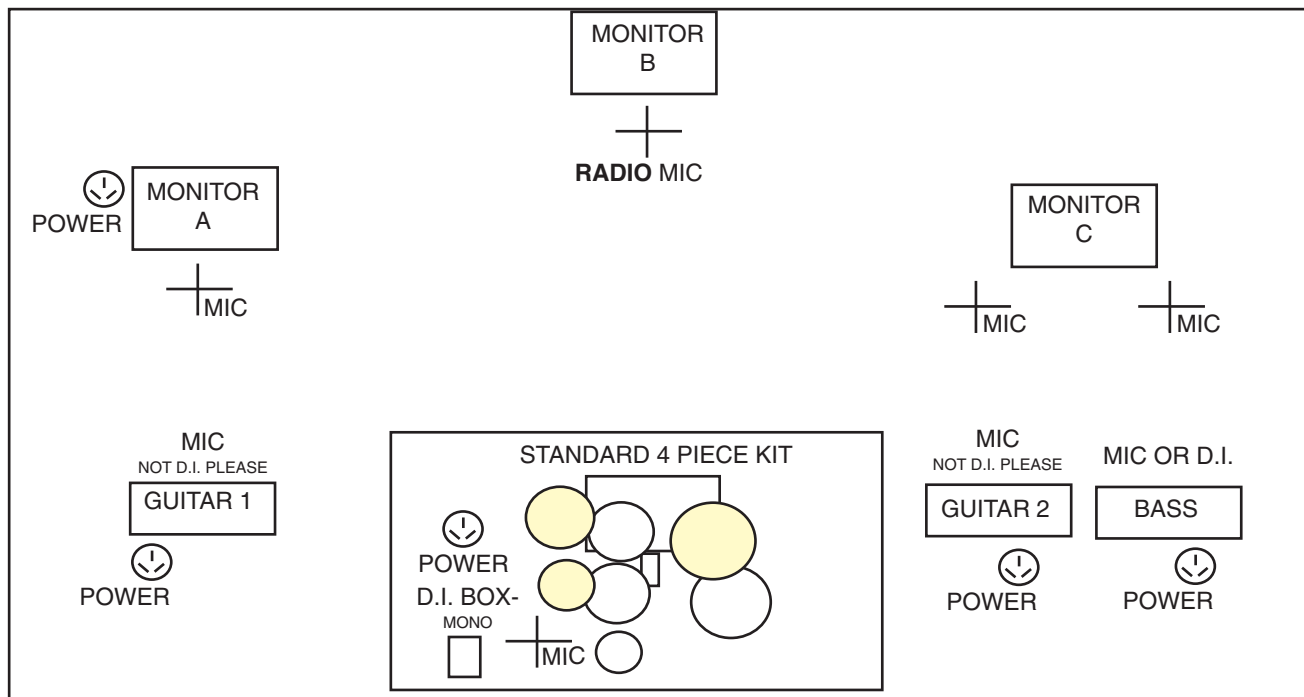 MONITOR
B
RADIO MIC
MONITOR
A
POWER
MIC
MONITOR
C
MIC
MIC
MIC
NOT D.I. PLEASE
GUITAR 1
POWER
STANDARD 4 PIECE KIT
POWER
D.I. BOX-
MONO
MIC
MIC
NOT D.I. PLEASE
GUITAR 2
POWER
MIC OR D.I.
BASS
POWER